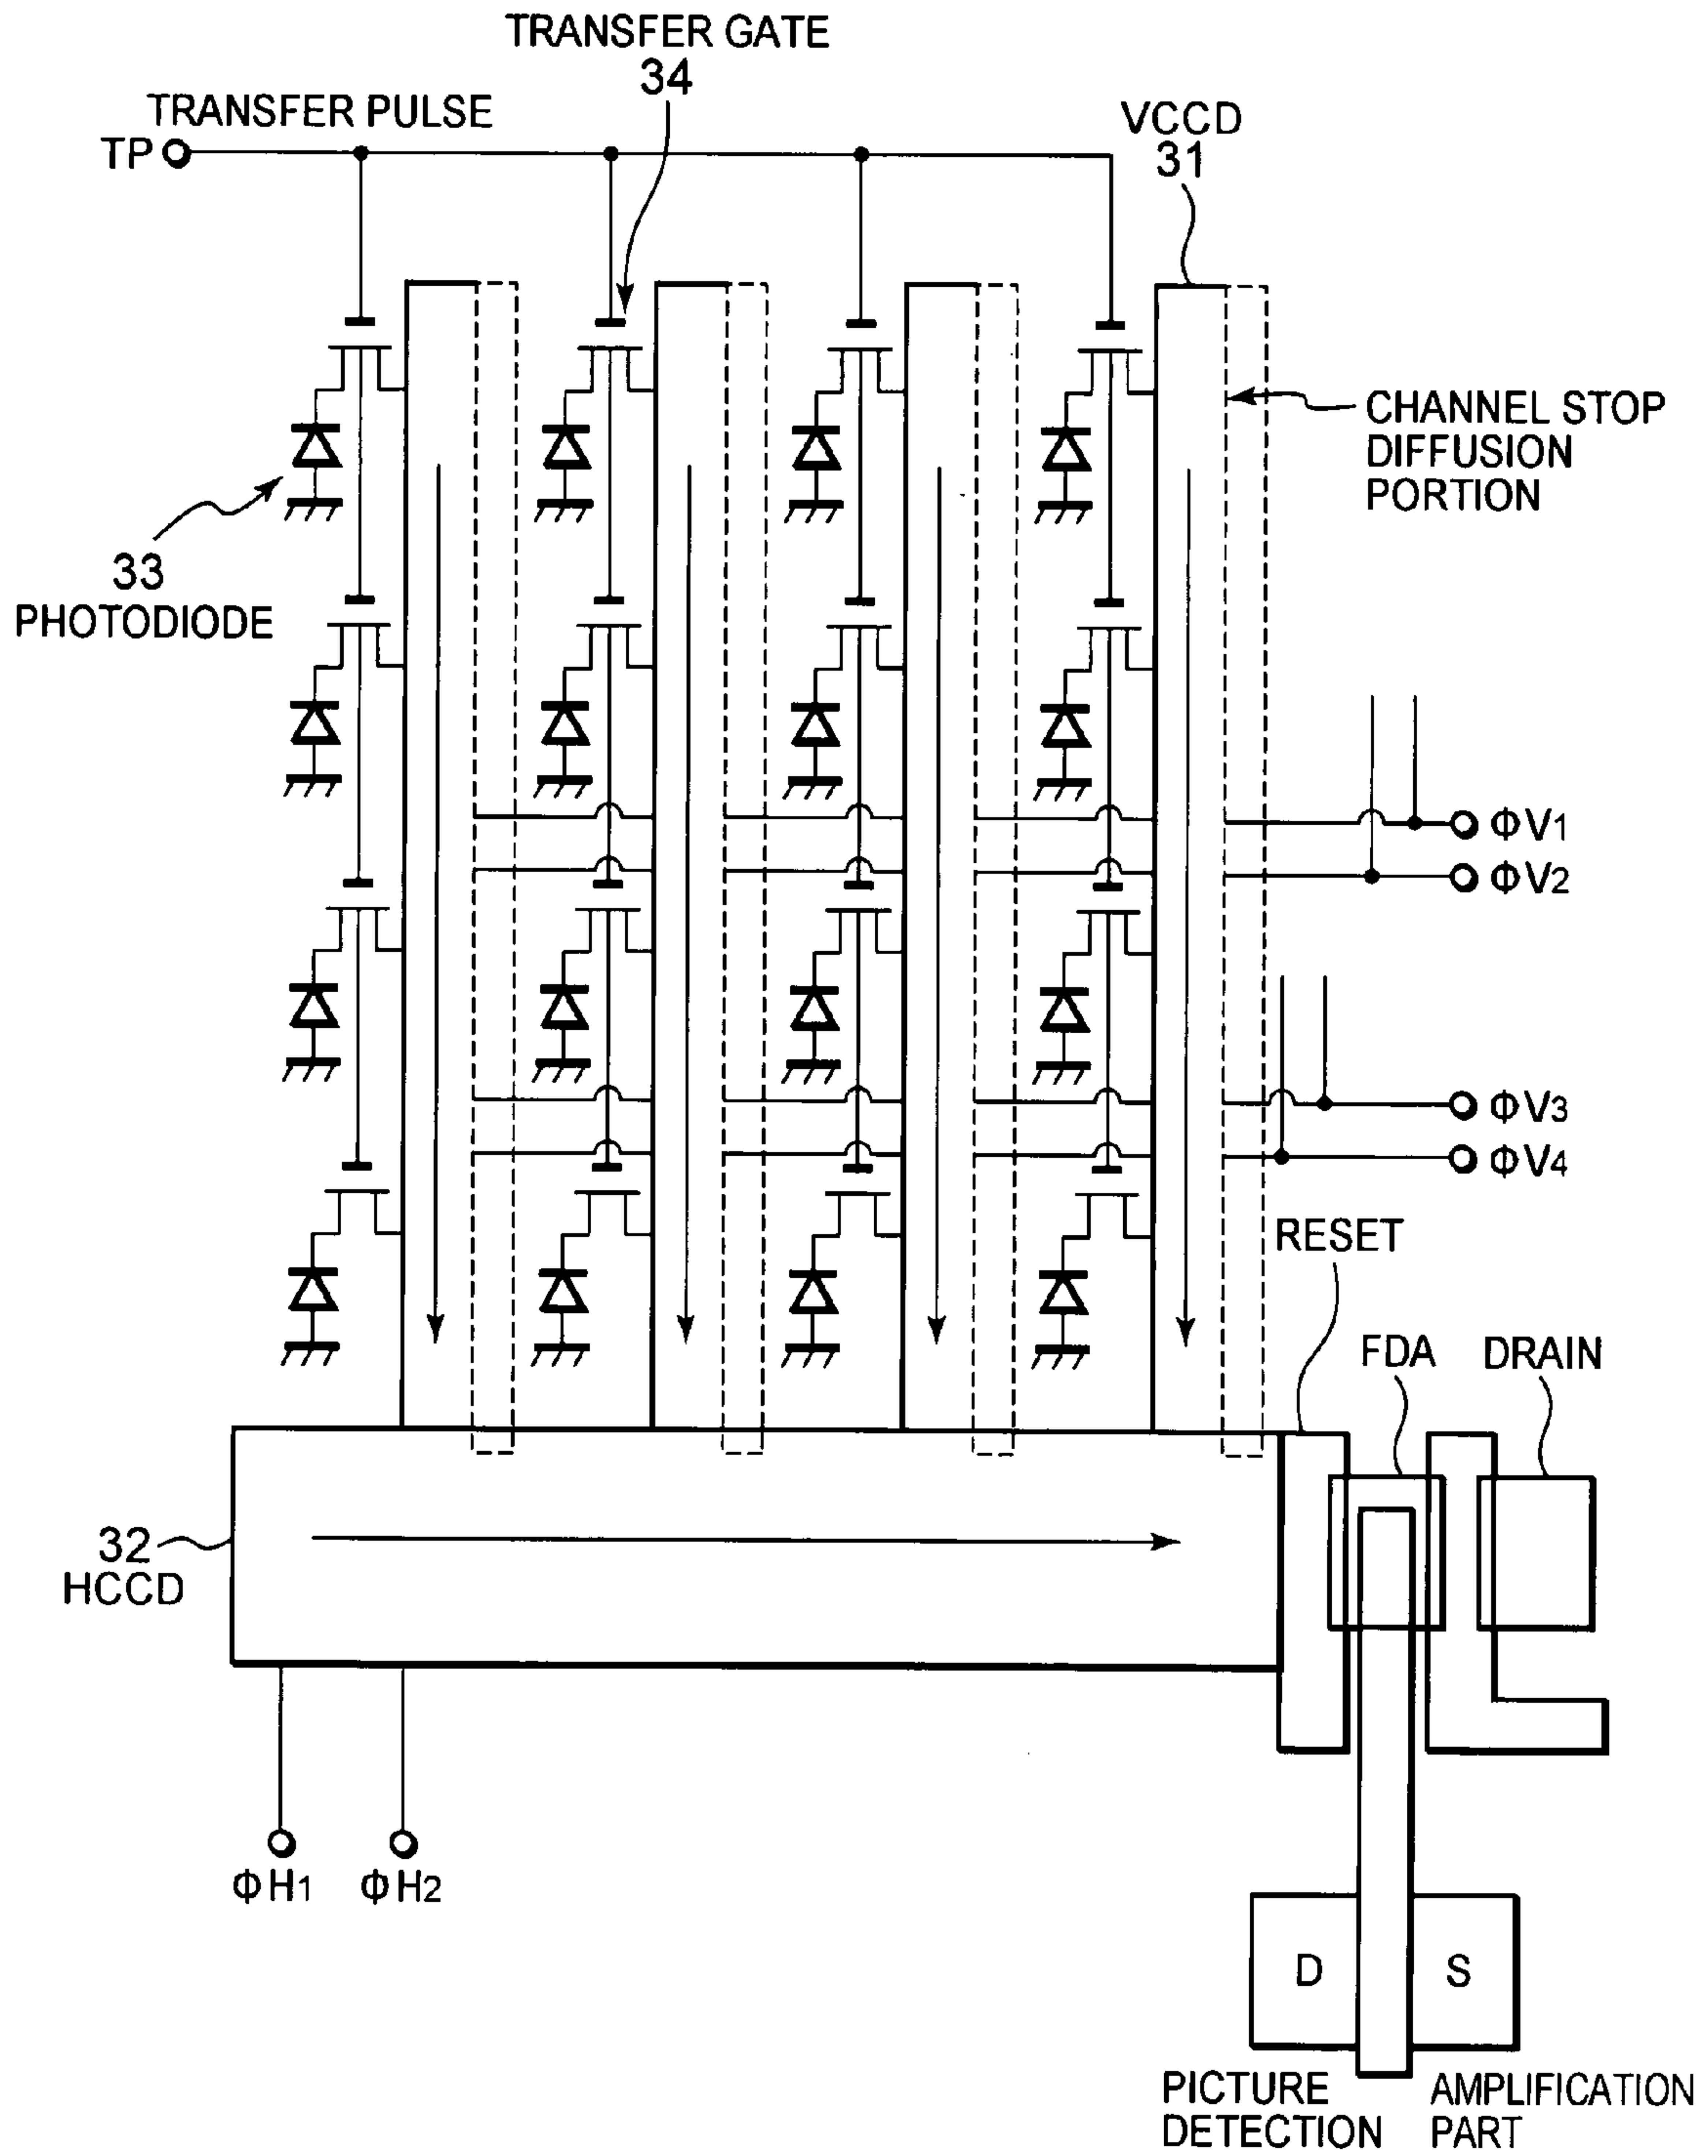 TRANSFER GATE
34
TRANSFER PULSE
TP
VCCD
31
CHANNEL STOP
DIFFUSION
PORTION
33
PHOTODIODE
ΦV1
ΦV2
ΦV3
ΦV4
RESET
FDA
DRAIN
32
HCCD
ΦH1
ΦH2
D
S
PICTURE
DETECTION
AMPLIFICATION
PART